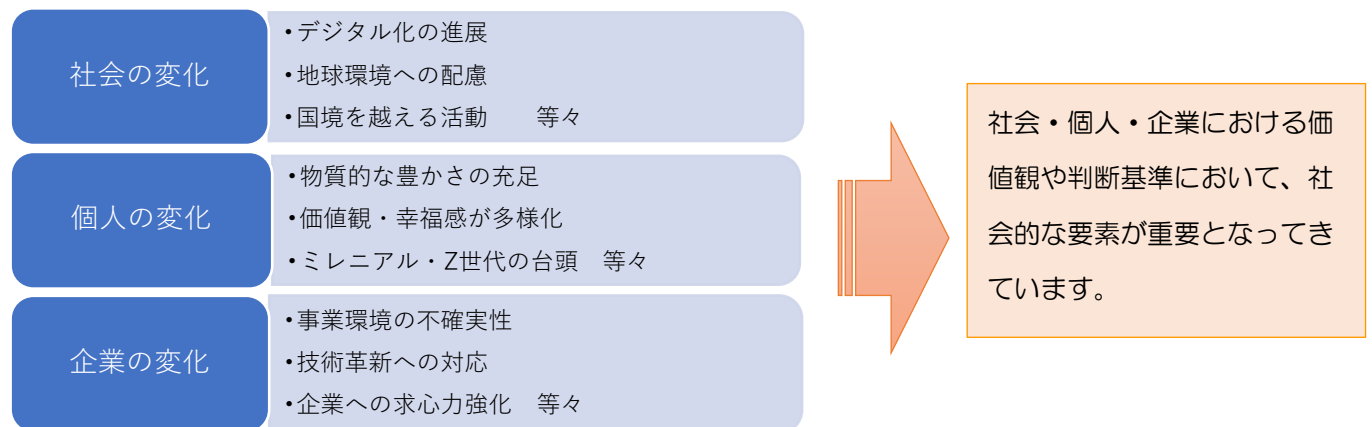 社会の変化
•デジタル化の進展
•地球環境への配慮
•国境を越える活動　　等々
個人の変化
•物質的な豊かさの充足
•価値観・幸福感が多様化
•ミレニアル・Z世代の台頭　等々
企業の変化
•事業環境の不確実性
•技術革新への対応
•企業への求心力強化　等々
社会・個人・企業における価
値観や判断基準において、社
会的な要素が重要となってき
ています。